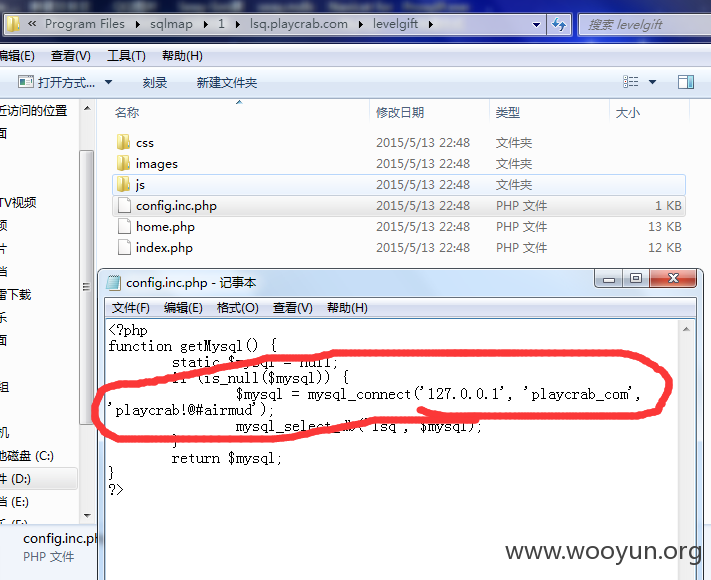 « Program Files ▸ sqlmap ▸ 1 ▸ lsq.playcrab.com ▸ levelgift ▸
搜索 levelgift
编辑(E) 查看(V) 工具(T) 帮助(H)
打开方式... 刻录 新建文件夹
近访问的位置
名称 修改日期 类型 大小
面
css 2015/5/13 22:48 文件夹
images 2015/5/13 22:48 文件夹
js 2015/5/13 22:48 文件夹
TV视频
config.inc.php 2015/5/13 22:48 PHP 文件 1 KB
频
home.php 2015/5/13 22:48 PHP 文件 13 KB
片
index.php 2015/5/13 22:48 PHP 文件 12 KB
档
雷下载
乐
面
组
机
地磁盘 (C:)
件 (D:)
档 (E:)
乐 (F:)
config.inc.ph
PHP 文件
config.inc.php - 记事本
文件(F) 编辑(E) 格式(O) 查看(V) 帮助(H)
<?php
function getMysql() {
static $mysql = null;
if (is_null($mysql)) {
$mysql = mysql_connect('127.0.0.1', 'playcrab_com',
'playcrab!@#airmud');
mysql_select_db('lsq', $mysql);
}
return $mysql;
}
?>
www.wooyun.org